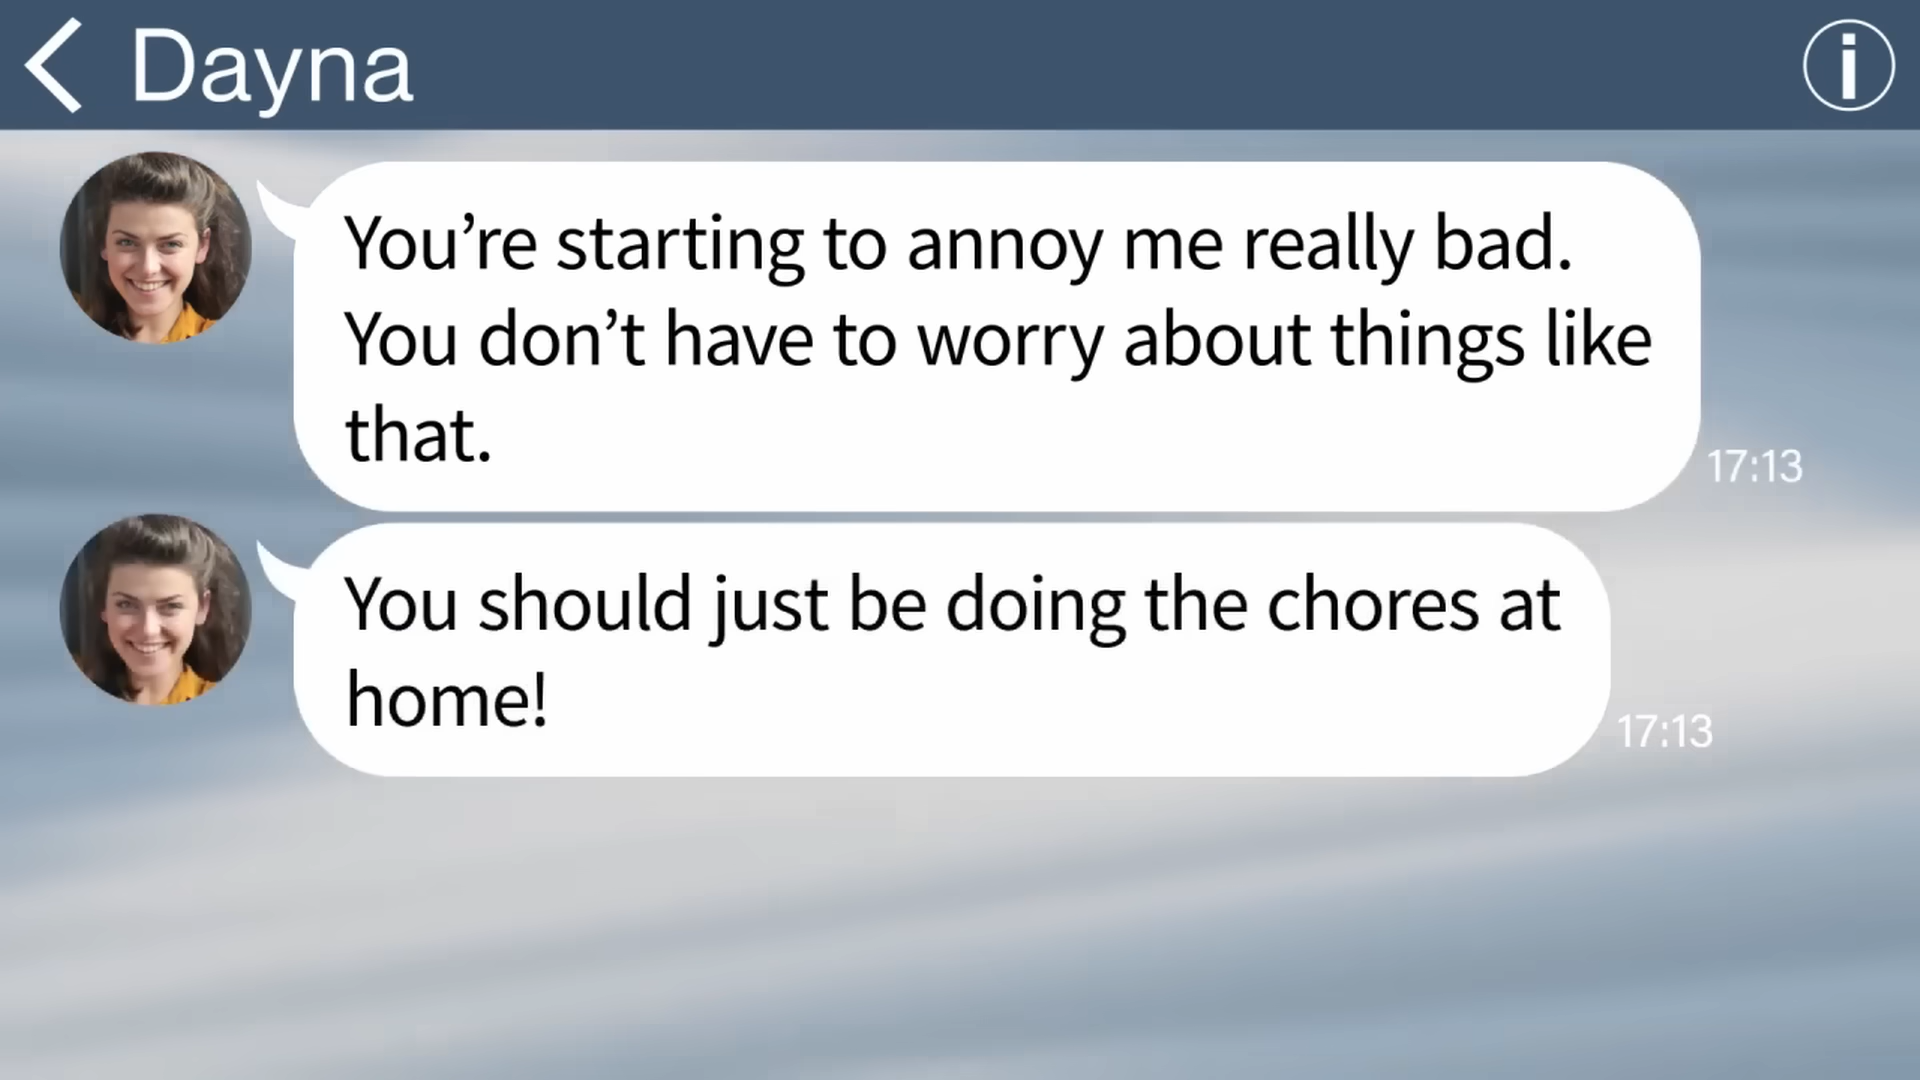 Dayna
You’re starting to annoy me really bad.
You don’t have to worry about things like
that.
17:13
You should just be doing the chores at
home!
17:13